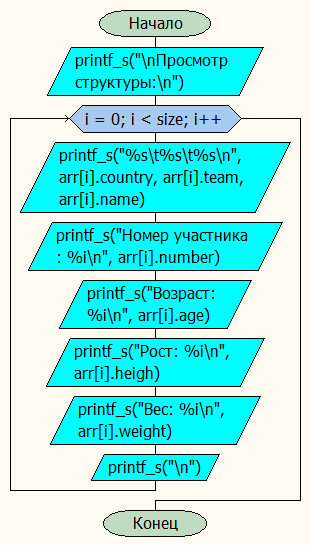 Начало
printf_s("\nПросмотр
структуры:\n")
i = 0; i < size; i++
printf_s("%s\t%s\t%s\n",
arr[i].country, arr[i].team,
arr[i].name)
printf_s("Номер участника
: %i\n", arr[i].number)
printf_s("Возраст:
%i\n", arr[i].age)
printf_s("Рост: %i\n",
arr[i].heigh)
printf_s("Вес: %i\n",
arr[i].weight)
printf_s("\n")
Конец